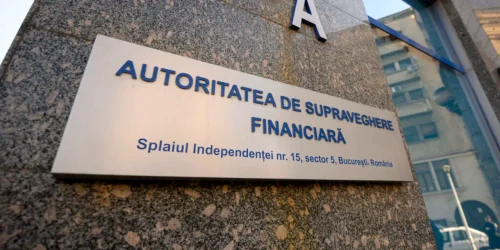 A
AUTORITATEA DE SUPRAVEGHERE
FINANCIARĂ
Splaiul Independenței nr. 15, sector 5, București, România